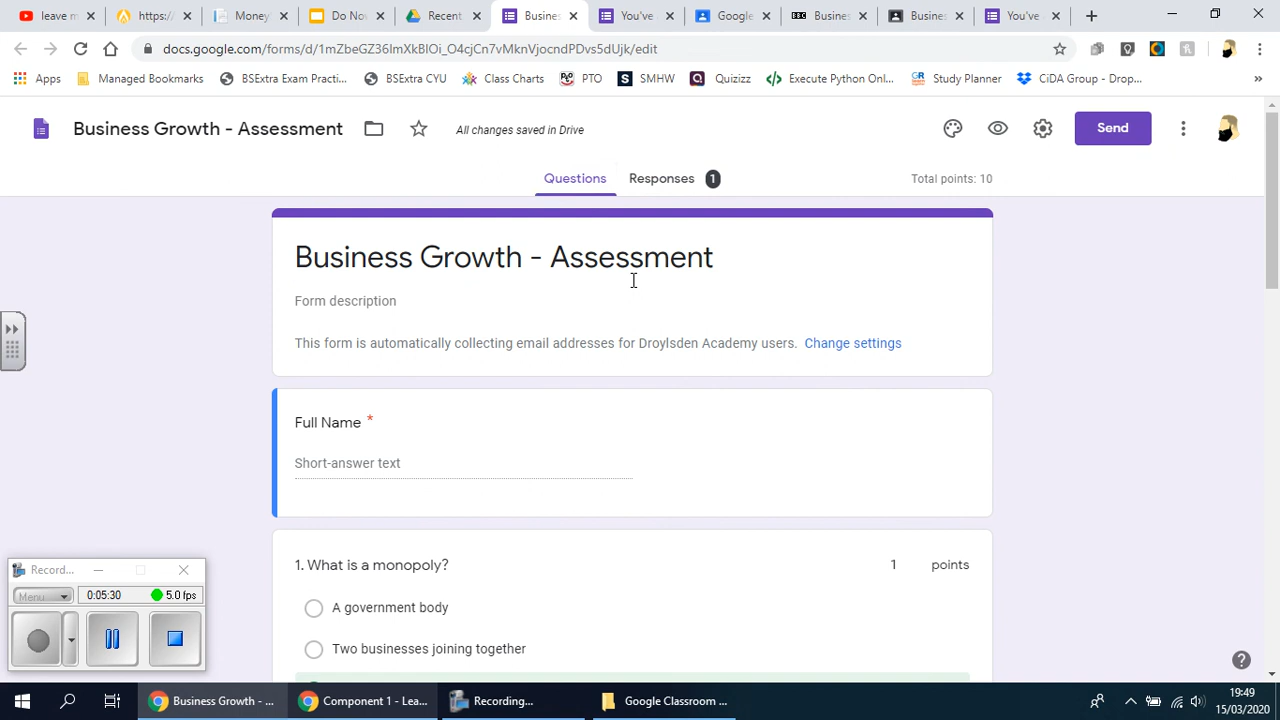 leave m
https:/
Money
Do No
Recent
Busines
You've
Google
BBC
Busin
Busin
You've
docs.google.com/forms/d/1mZbeGZ36ImXkBIOi_O4cjCn7vMknVjocndPDvs5dUjk/edit
Apps
Managed Bookmarks
BSExtra Exam Practi...
BSExtra CYU
Class Charts
PTO
SMHW
Quizizz
Execute Python Onl...
Study Planner
CiDA Group - Drop...
Business Growth - Assessment
All changes saved in Drive
Send
Questions
Responses 1
Total points: 10
Business Growth - Assessment
Form description
This form is automatically collecting email addresses for Droylsden Academy users. Change settings
Full Name *
Short-answer text
1. What is a monopoly?
1 points
A government body
Two businesses joining together
Record...
Menu
0:05:30
5.0 fps
Business Growth - ...
Component 1 - Lea...
Recording...
Google Classroom ...
19:49
15/03/2020